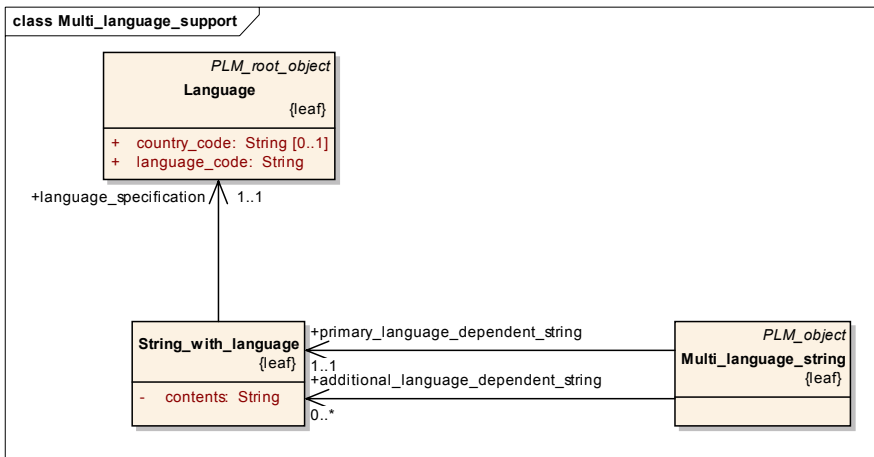 class Multi_language_support
PLM_root_object
Language
{leaf}
+ country_code: String [0..1]
+ language_code: String
+language_specification 1..1
String_with_language
{leaf}
- contents: String
+primary_language_dependent_string
1..1
+additional_language_dependent_string
0..*
PLM_object
Multi_language_string
{leaf}